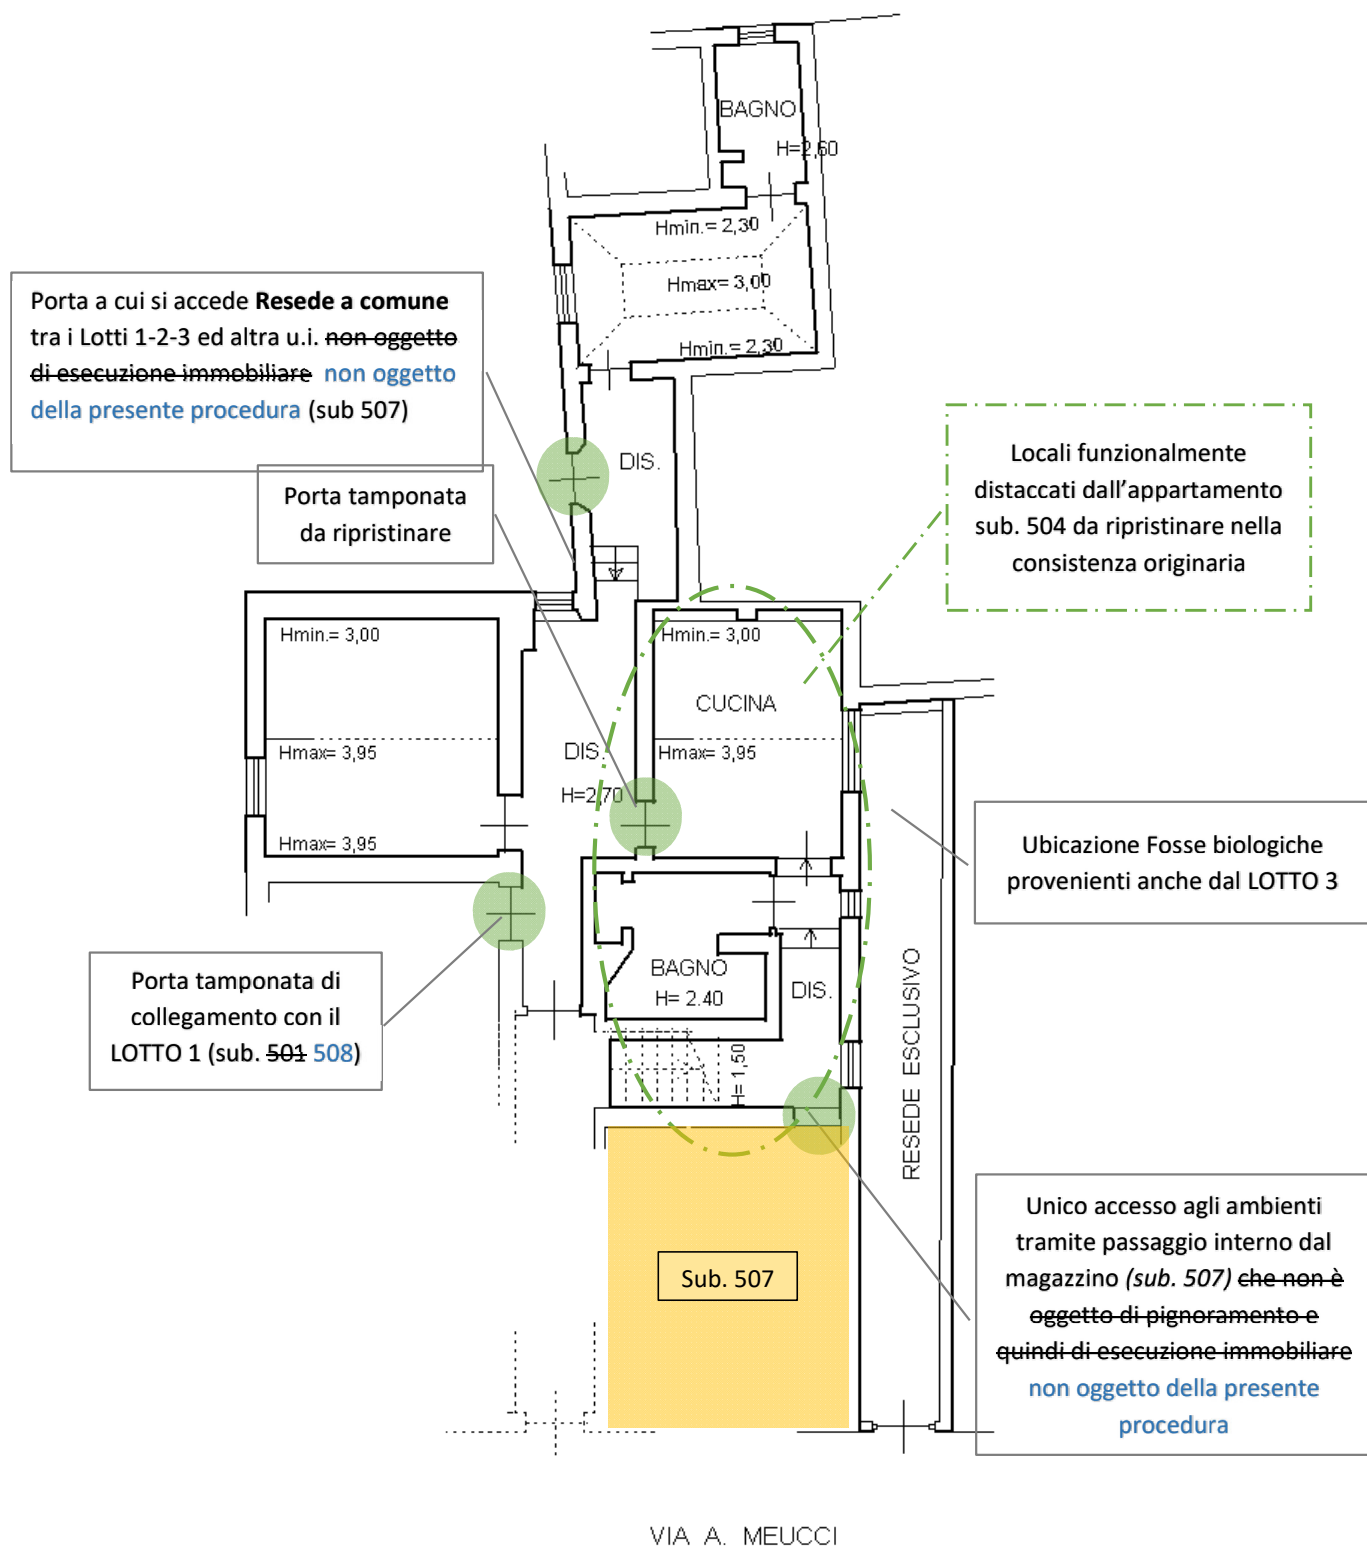 BAGNO
H=2,60
Hmin.= 2,30
Hmax= 3,00
Hmin.= 2,30
Porta a cui si accede Resede a comune
tra i Lotti 1-2-3 ed altra u.i. non oggetto
di esecuzione immobiliare non oggetto
della presente procedura (sub 507)
DIS.
Porta tamponata
da ripristinare
Locali funzionalmente
distaccati dall'appartamento
sub. 504 da ripristinare nella
consistenza originaria
Hmin.= 3,00
Hmax= 3,95
Hmax= 3,95
DIS.
H=2,70
Hmin.= 3,00
CUCINA
Hmax= 3,95
Ubicazione Fosse biologiche
provenienti anche dal LOTTO 3
Porta tamponata di
collegamento con il
LOTTO 1 (sub. 501 508)
BAGNO
H= 2.40
DIS.
H= 1,50
RESEDE ESCLUSIVO
Sub. 507
Unico accesso agli ambienti
tramite passaggio interno dal
magazzino (sub. 507) che non è
oggetto di pignoramento e
quindi di esecuzione immobiliare
non oggetto della presente
procedura
VIA A. MEUCCI